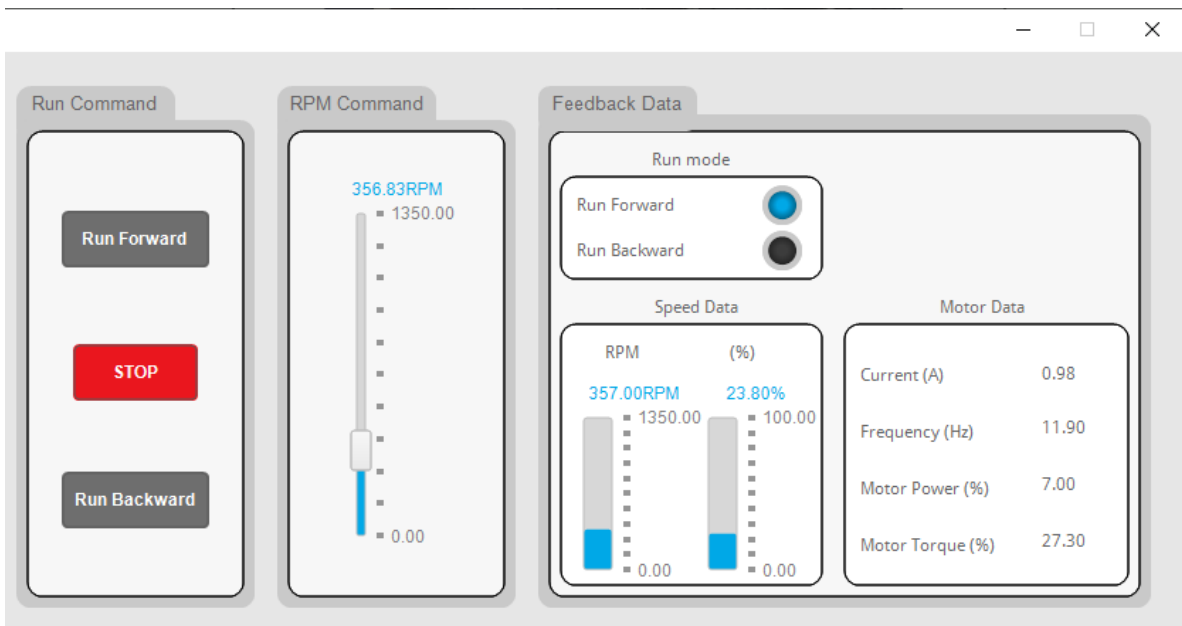 Run Command
Run Forward
STOP
Run Backward
RPM Command
356.83RPM
1350.00
0.00
Feedback Data
Run mode
Run Forward
Run Backward
Speed Data
RPM (%)
357.00RPM 23.80%
1350.00 100.00
0.00 0.00
Motor Data
Current (A) 0.98
Frequency (Hz) 11.90
Motor Power (%) 7.00
Motor Torque (%) 27.30